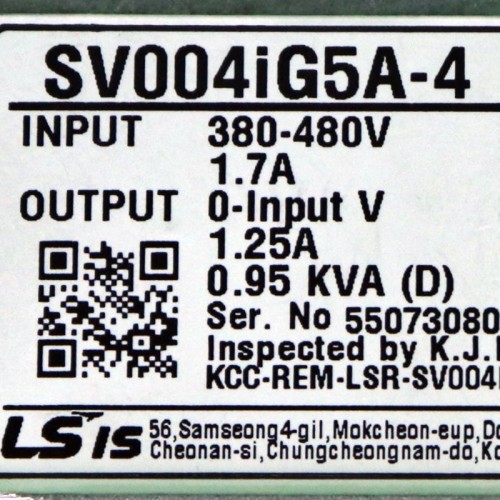 SV004iG5A-4
INPUT 380-480V
1.7A
OUTPUT 0-Input V
1.25A
0.95 KVA (D)
Ser. No 55073080
Inspected by K.J.
KCC-REM-LSR-SV004
LS IS 56,Samseong4-gil,Mokcheon-eup,
Cheonan-si,Chungcheongnam-do,